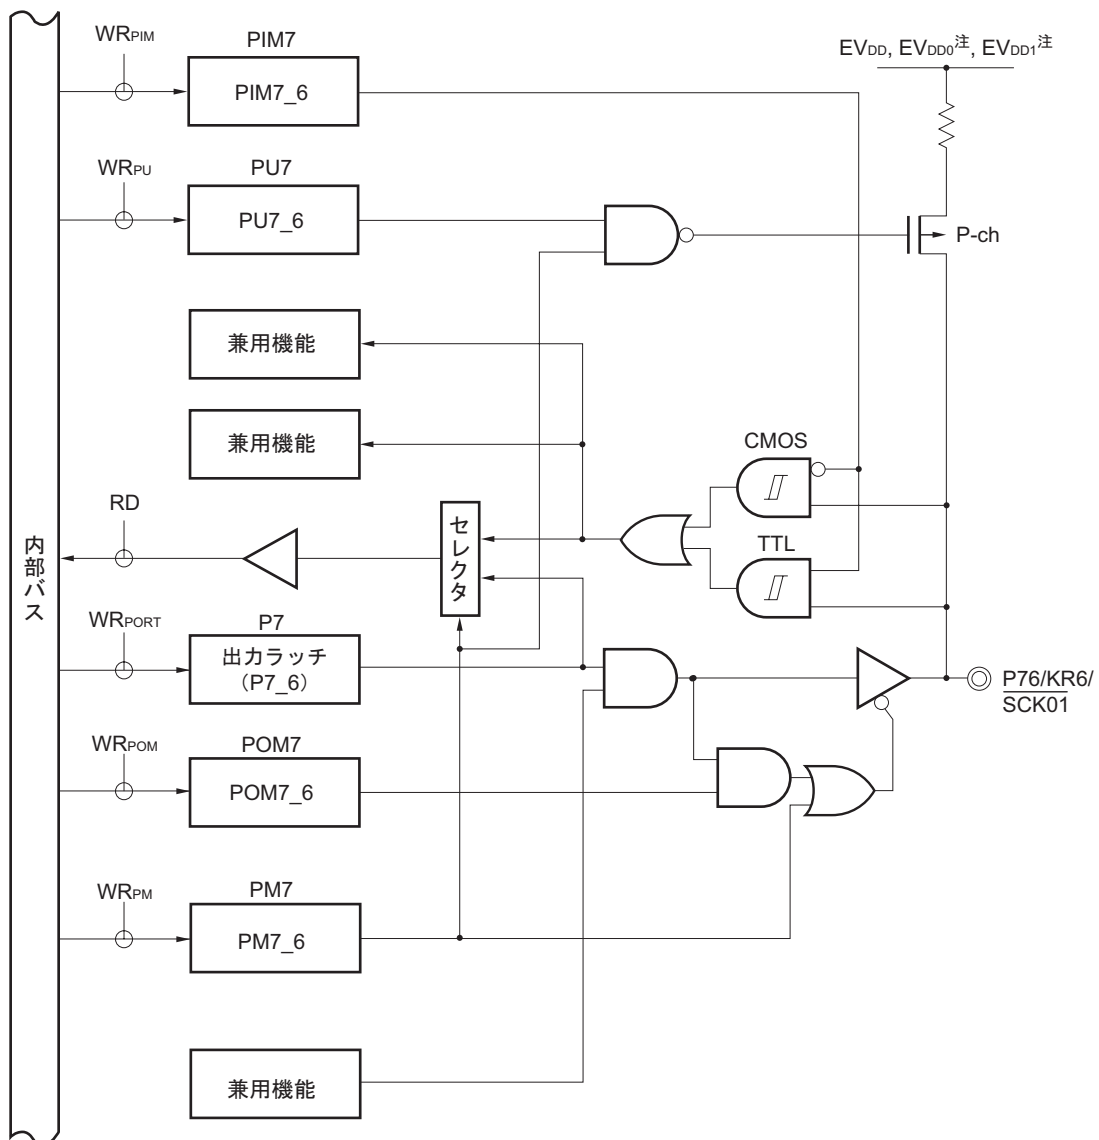 WRPIM
PIM7
PIM7_6
EVDD, EVDD0注, EVDD1注
WRPU
PU7
PU7_6
P-ch
兼用機能
兼用機能
CMOS
RD
セレクタ
TTL
内部バス
WRPORT
P7
出力ラッチ
(P7_6)
P76/KR6/
SCK01
WRPOM
POM7
POM7_6
WRPM
PM7
PM7_6
兼用機能